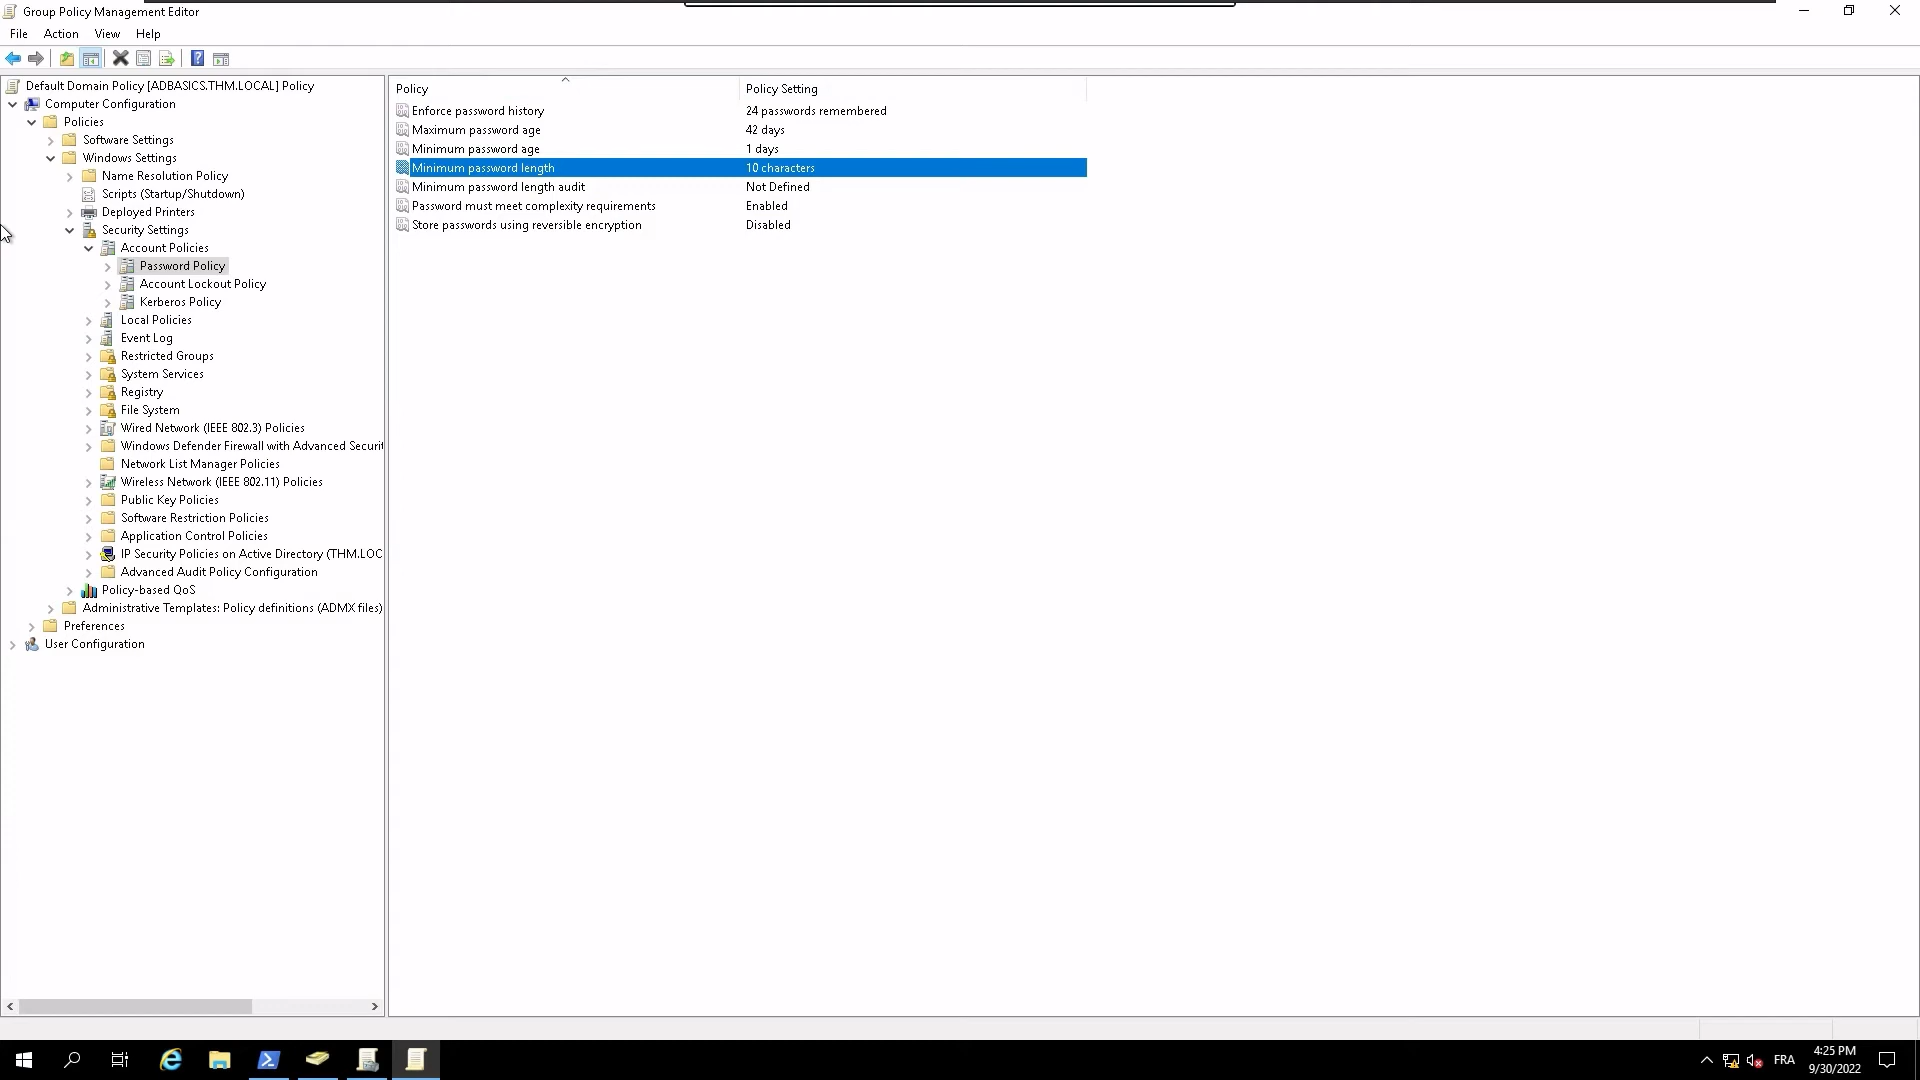 Group Policy Management Editor
File Action View Help
Default Domain Policy [ADBASICS.THM.LOCAL] Policy
Computer Configuration
Policies
Software Settings
Windows Settings
Name Resolution Policy
Scripts (Startup/Shutdown)
Deployed Printers
Security Settings
Account Policies
Password Policy
Account Lockout Policy
Kerberos Policy
Local Policies
Event Log
Restricted Groups
System Services
Registry
File System
Wired Network (IEEE 802.3) Policies
Windows Defender Firewall with Advanced Securit
Network List Manager Policies
Wireless Network (IEEE 802.11) Policies
Public Key Policies
Software Restriction Policies
Application Control Policies
IP Security Policies on Active Directory (THM.LOC
Advanced Audit Policy Configuration
Policy-based QoS
Administrative Templates: Policy definitions (ADMX files)
Preferences
User Configuration
Policy Policy Setting
Enforce password history 24 passwords remembered
Maximum password age 42 days
Minimum password age 1 days
Minimum password length 10 characters
Minimum password length audit Not Defined
Password must meet complexity requirements Enabled
Store passwords using reversible encryption Disabled
FRA
4:25 PM
9/30/2022